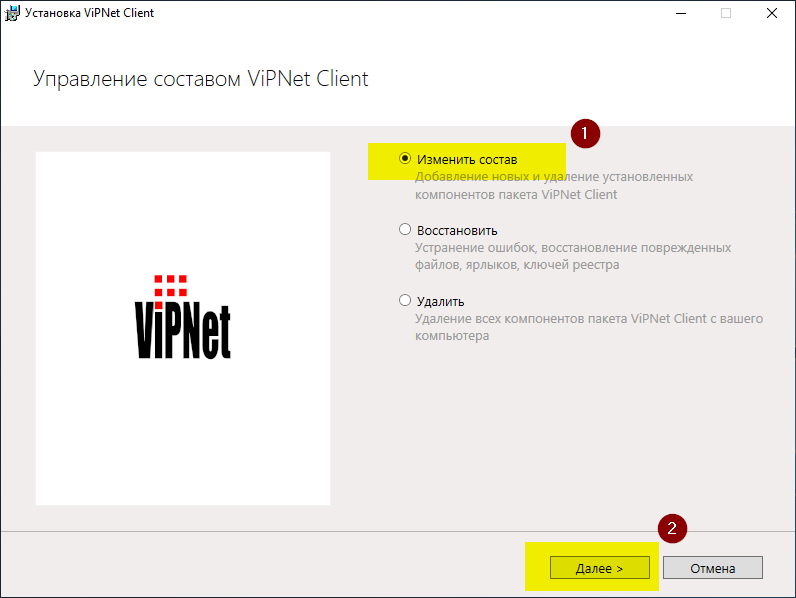 Установка ViPNet Client
Управление составом ViPNet Client
1
Изменить состав
Добавление новых и удаление установленных
компонентов пакета ViPNet Client
Восстановить
Устранение ошибок, восстановление поврежденных
файлов, ярлыков, ключей реестра
ViPNet
Удалить
Удаление всех компонентов пакета ViPNet Client с вашего
компьютера
2
Далее >
Отмена